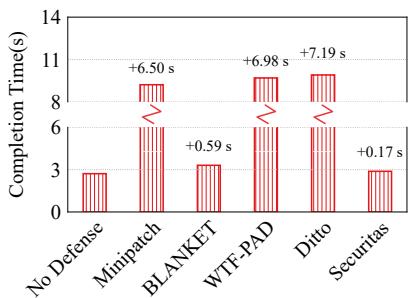 Completion Time(s)
14
11
8
6
3
0
+6.50 s
+0.59 s
+6.98 s
+7.19 s
+0.17 s
No Defense
Minipatch
BLANKET
WTF-PAD
Ditto
Securitas